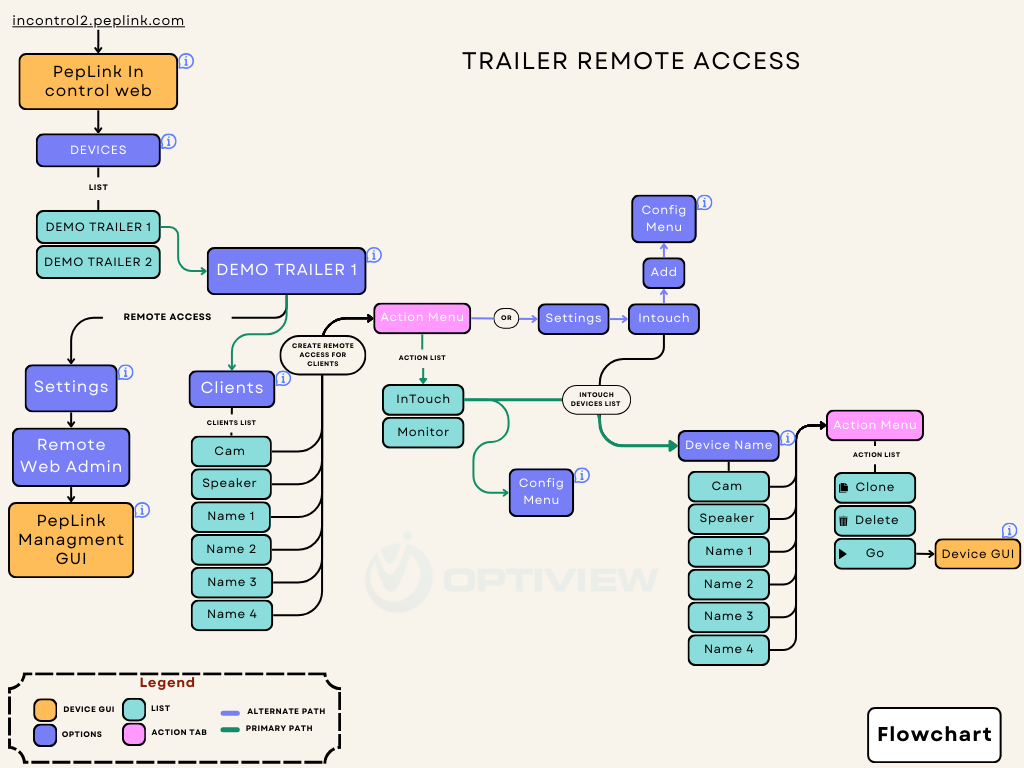 incontrol2.peplink.com
TRAILER REMOTE ACCESS
PepLink In
control web
DEVICES
LIST
DEMO TRAILER 1
DEMO TRAILER 2
DEMO TRAILER 1
REMOTE ACCESS
Settings
Remote
Web Admin
PepLink
Managment
GUI
Clients
CLIENTS LIST
Cam
Speaker
Name 1
Name 2
Name 3
Name 4
CREATE REMOTE
ACCESS FOR
CLIENTS
Action Menu
OR
Settings
Intouch
Add
Config
Menu
ACTION LIST
InTouch
Monitor
INTOUCH
DEVICES LIST
Config
Menu
Device Name
Cam
Speaker
Name 1
Name 2
Name 3
Name 4
Action Menu
ACTION LIST
Clone
Delete
Go
Device GUI
OPTIVIEW
Legend
DEVICE GUI
LIST
ALTERNATE PATH
OPTIONS
ACTION TAB
PRIMARY PATH
Flowchart